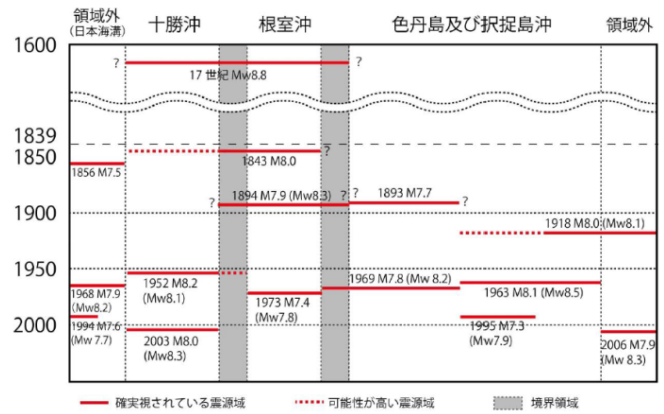 領域外
(日本海溝)
十勝沖
根室沖
色丹島及び択捉島沖
領域外
1600
?
?
17 世紀 Mw8.8
1839
1850
1843 M8.0
?
1856 M7.5
1894 M7.9 (Mw8.3)
?
?
?
1893 M7.7
?
1900
1918 M8.0 (Mw8.1)
1950
1952 M8.2
(Mw8.1)
1969 M7.8 (Mw 8.2)
1963 M8.1 (Mw8.5)
1968 M7.9
(Mw8.2)
1973 M7.4
(Mw7.8)
1994 M7.6
(Mw 7.7)
1995 M7.3
(Mw7.9)
2000
2003 M8.0
(Mw8.3)
2006 M7.9
(Mw 8.3)
確実視されている震源域
可能性が高い震源域
境界領域